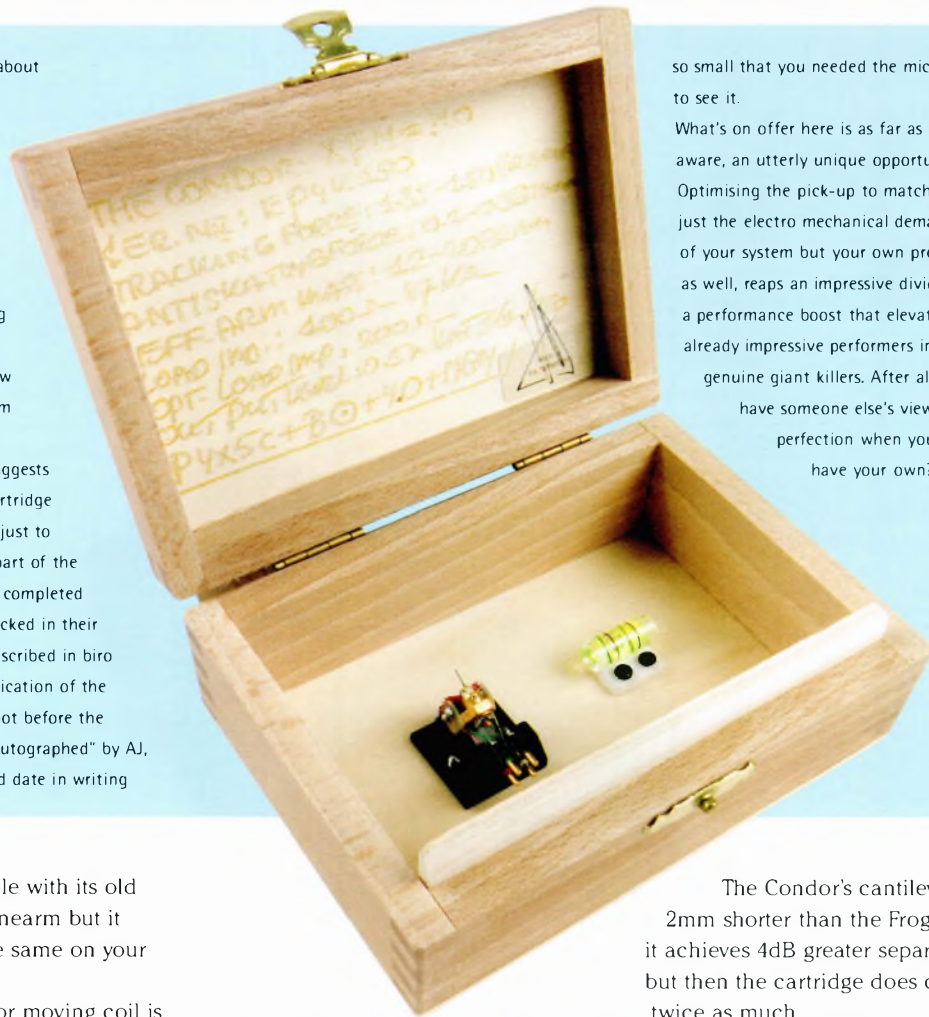 about
g
w
m
ggests
rtridge
just to
part of the
completed
cked in their
scribed in biro
ication of the
ot before the
utographed" by AJ,
d date in writing
so small that you needed the mic
to see it.
What's on offer here is as far as
aware, an utterly unique opportu
Optimising the pick-up to match
just the electro mechanical dema
of your system but your own pre
as well, reaps an impressive divid
a performance boost that elevat
already impressive performers in
genuine giant killers. After al
have someone else's view
perfection when you
have your own?
THE CONDOR
TRACKING FORCE:
EFF. ARM MASS:
LOAD IMP.:
OPT. LOAD IMP.:
OUTPUT
le with its old
nearm but it
e same on your
or moving coil is
The Condor's cantilev
2mm shorter than the Frog
it achieves 4dB greater separ
but then the cartridge does c
twice as much.